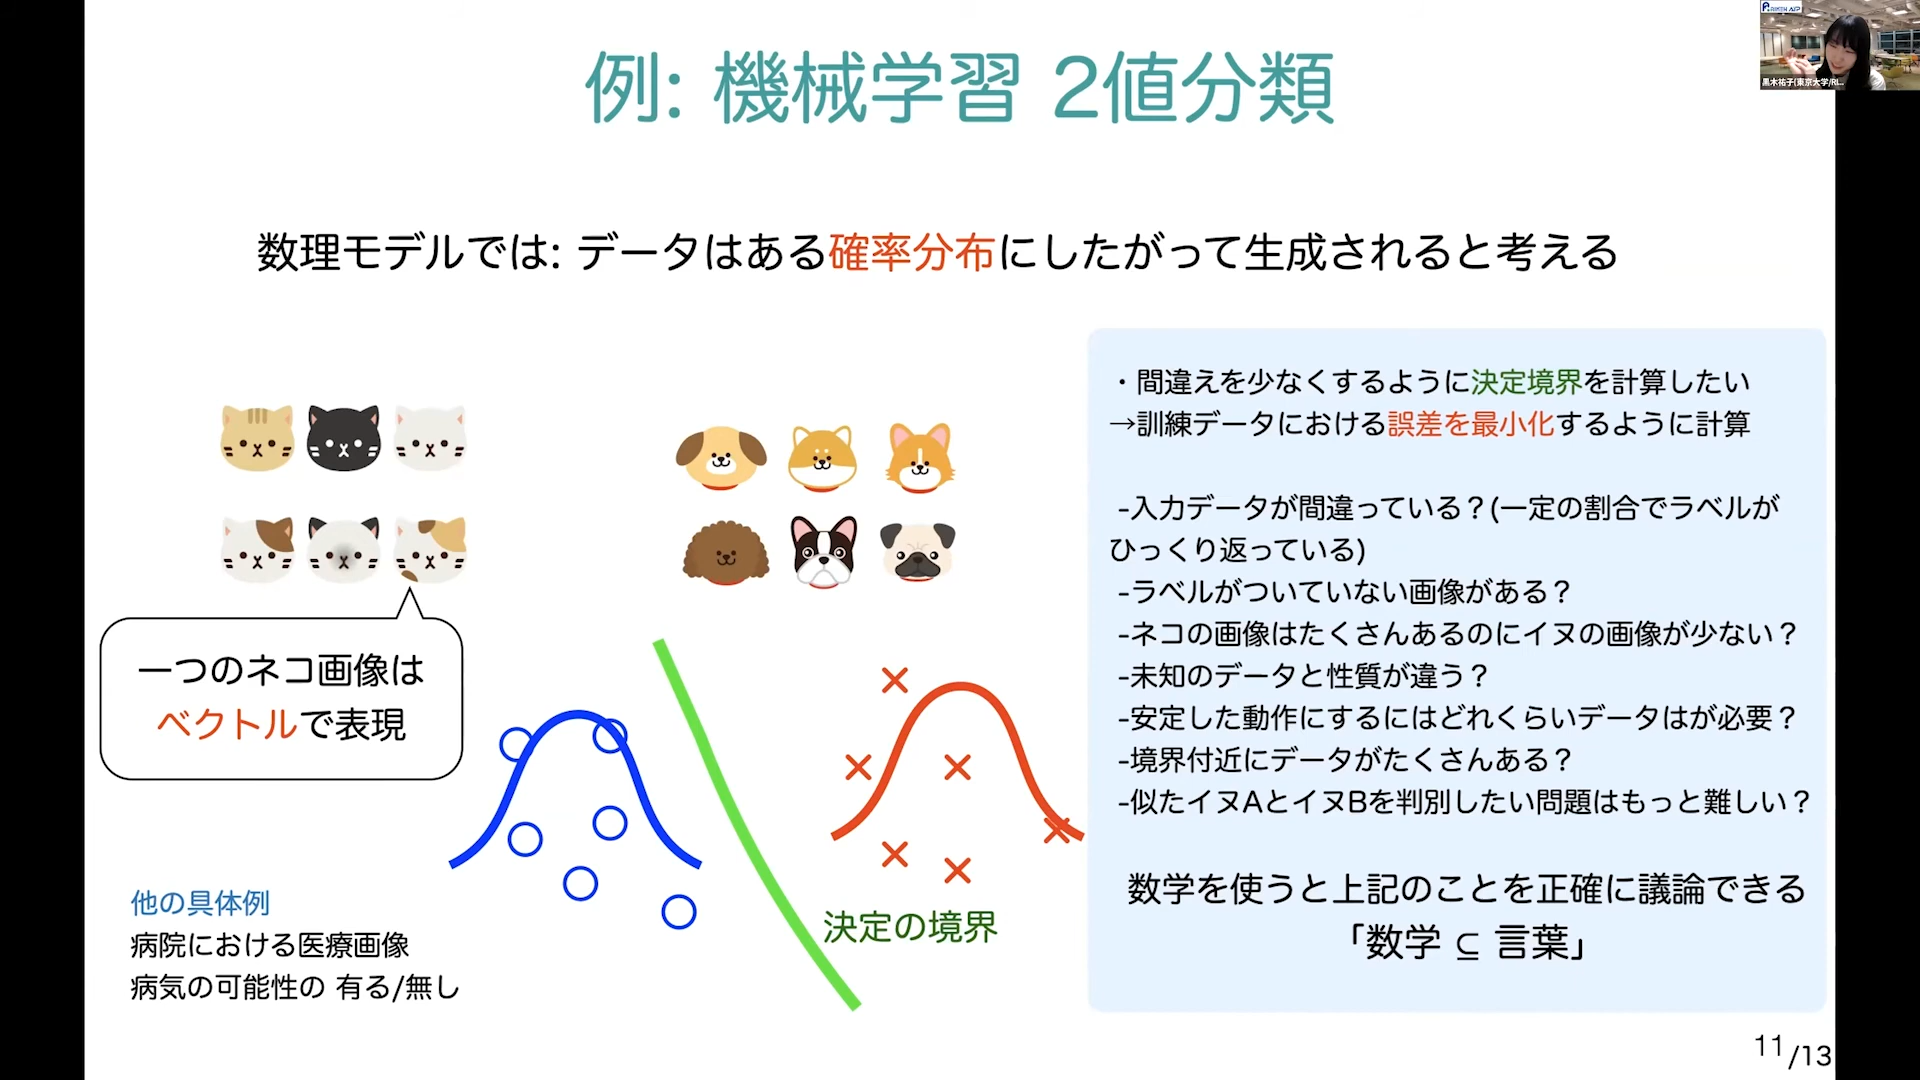 例: 機械学習 2値分類
数理モデルでは: データはある確率分布にしたがって生成されると考える
一つのネコ画像は
ベクトルで表現
他の具体例
病院における医療画像
病気の可能性の 有る/無し
決定の境界
・間違えを少なくするように決定境界を計算したい
→訓練データにおける誤差を最小化するように計算
-入力データが間違っている？(一定の割合でラベルが
ひっくり返っている)
-ラベルがついていない画像がある？
-ネコの画像はたくさんあるのにイヌの画像が少ない？
-未知のデータと性質が違う？
-安定した動作にするにはどれくらいデータはが必要？
-境界付近にデータがたくさんある？
-似たイヌAとイヌBを判別したい問題はもっと難しい？
数学を使うと上記のことを正確に議論できる
「数学 ⊆ 言葉」
11/13
RIKEN AIP
黒木祐子(東京大学/RI...